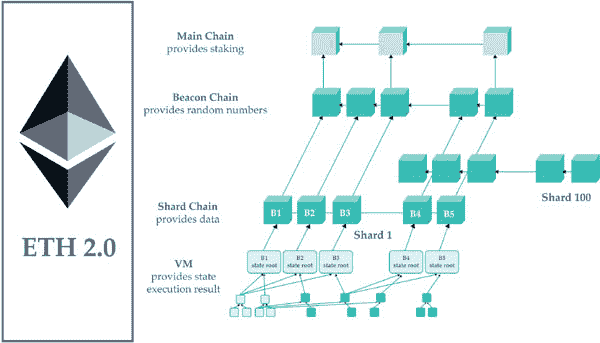 ETH 2.0
Main Chain
provides staking
Beacon Chain
provides random numbers
Shard Chain
provides data
B1
B2
B3
B4
B5
Shard 1
Shard 100
VM
provides state
execution result
B1
state root
B2
state root
B3
state root
B4
state root
B5
state root